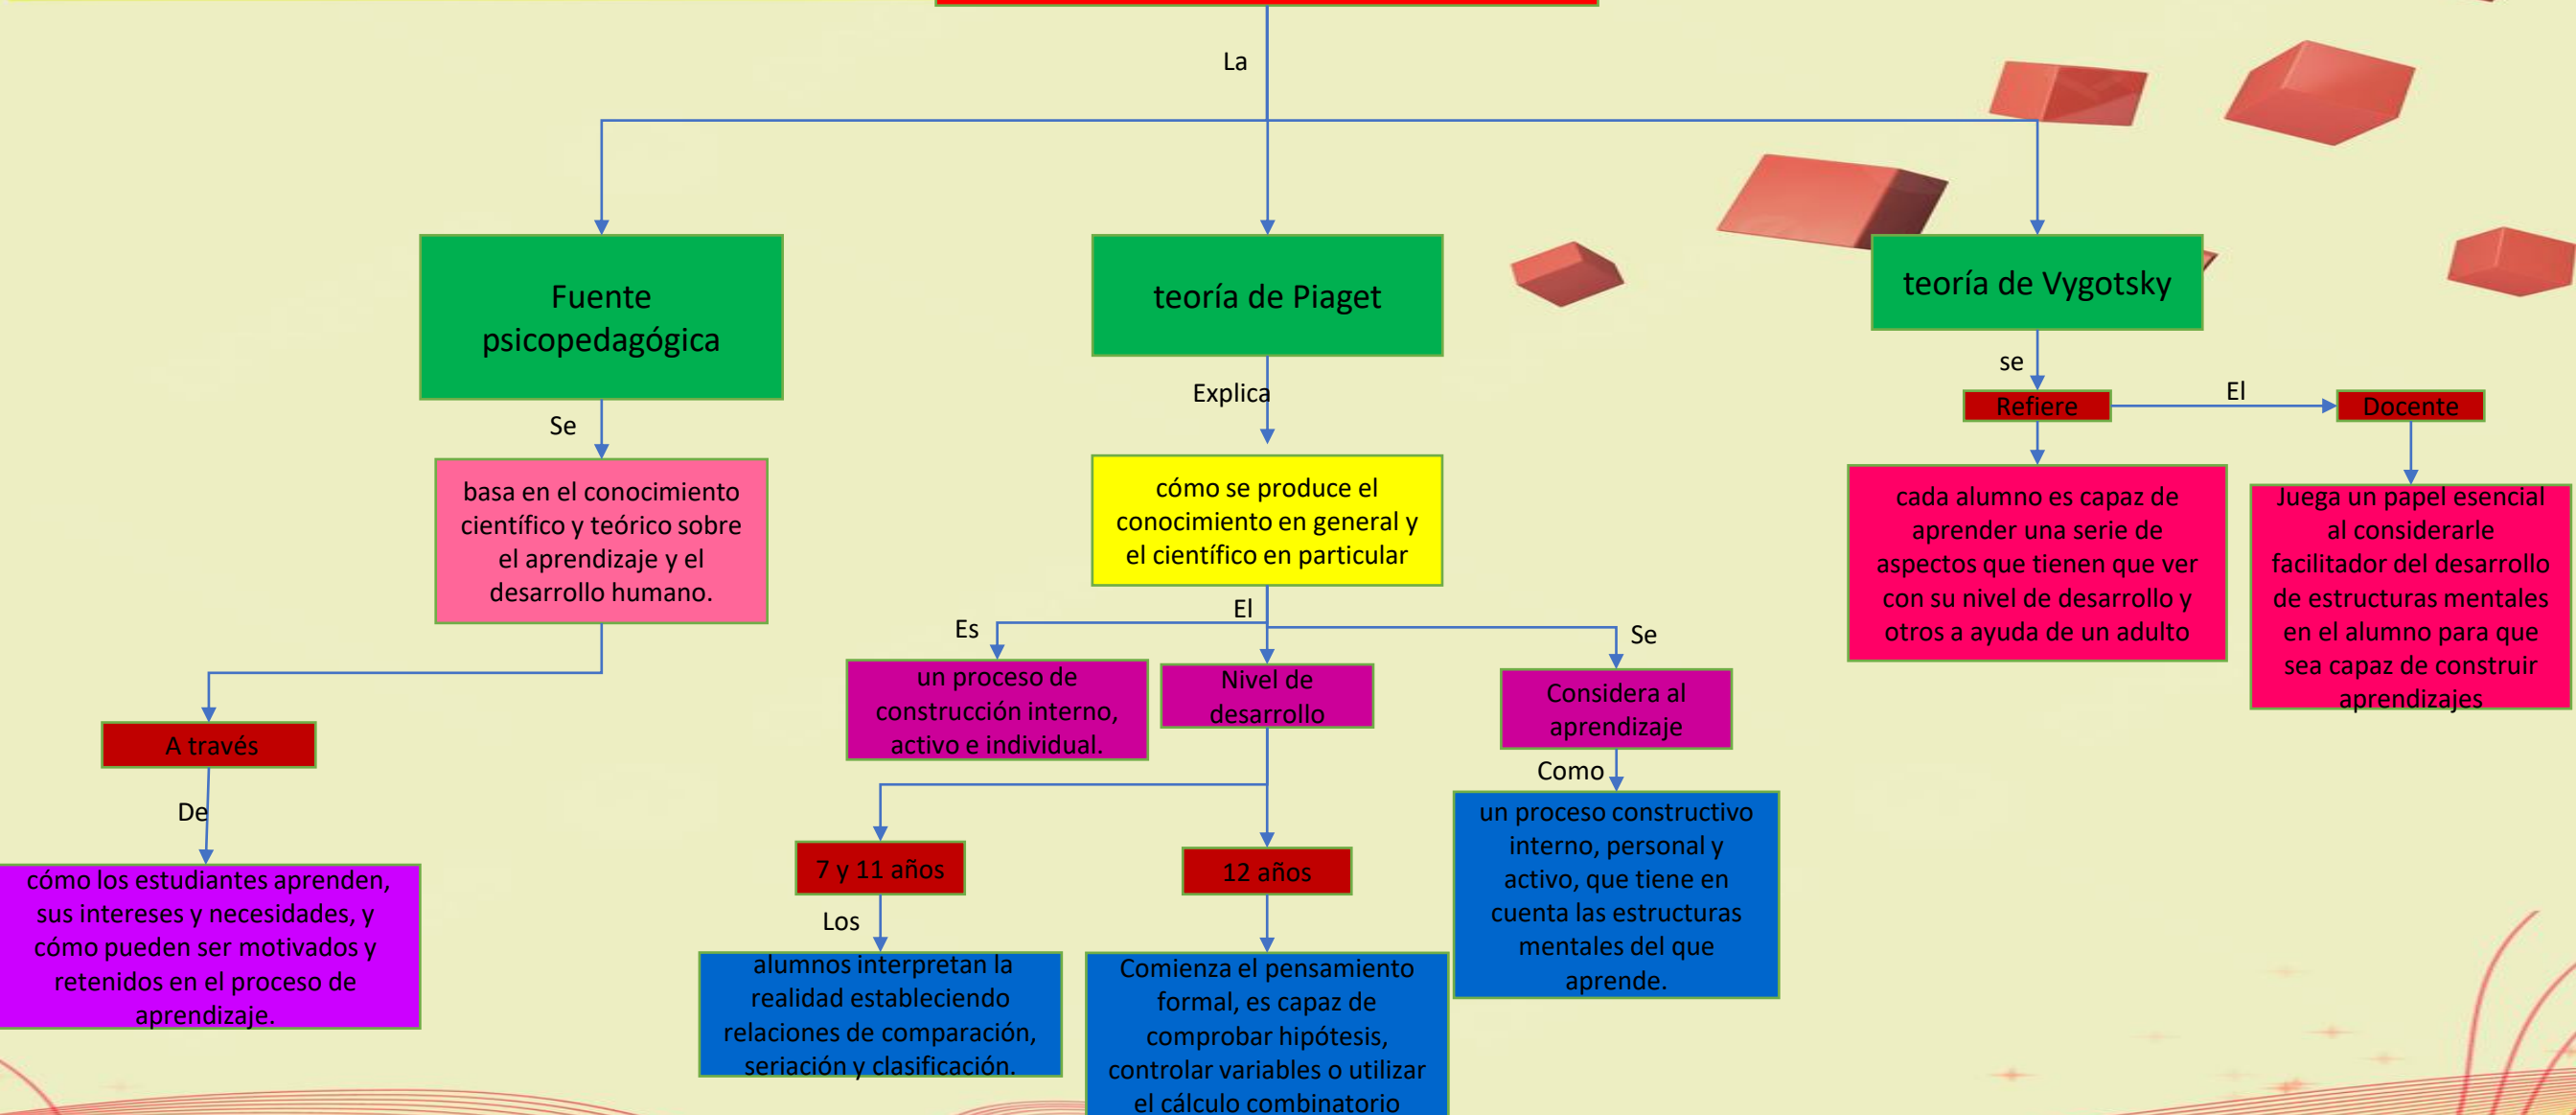 La
Fuente
psicopedagógica
Se
basa en el conocimiento
científico y teórico sobre
el aprendizaje y el
desarrollo humano.
A través
De
cómo los estudiantes aprenden,
sus intereses y necesidades, y
cómo pueden ser motivados y
retenidos en el proceso de
aprendizaje.
teoría de Piaget
Explica
cómo se produce el
conocimiento en general y
el científico en particular
El
Es
un proceso de
construcción interno,
activo e individual.
Nivel de
desarrollo
7 y 11 años
Los
alumnos interpretan la
realidad estableciendo
relaciones de comparación,
seriación y clasificación.
12 años
Comienza el pensamiento
formal, es capaz de
comprobar hipótesis,
controlar variables o utilizar
el cálculo combinatorio
Se
Considera al
aprendizaje
Como
un proceso constructivo
interno, personal y
activo, que tiene en
cuenta las estructuras
mentales del que
aprende.
teoría de Vygotsky
se
Refiere
cada alumno es capaz de
aprender una serie de
aspectos que tienen que ver
con su nivel de desarrollo y
otros a ayuda de un adulto
El
Docente
Juega un papel esencial
al considerarle
facilitador del desarrollo
de estructuras mentales
en el alumno para que
sea capaz de construir
aprendizajes